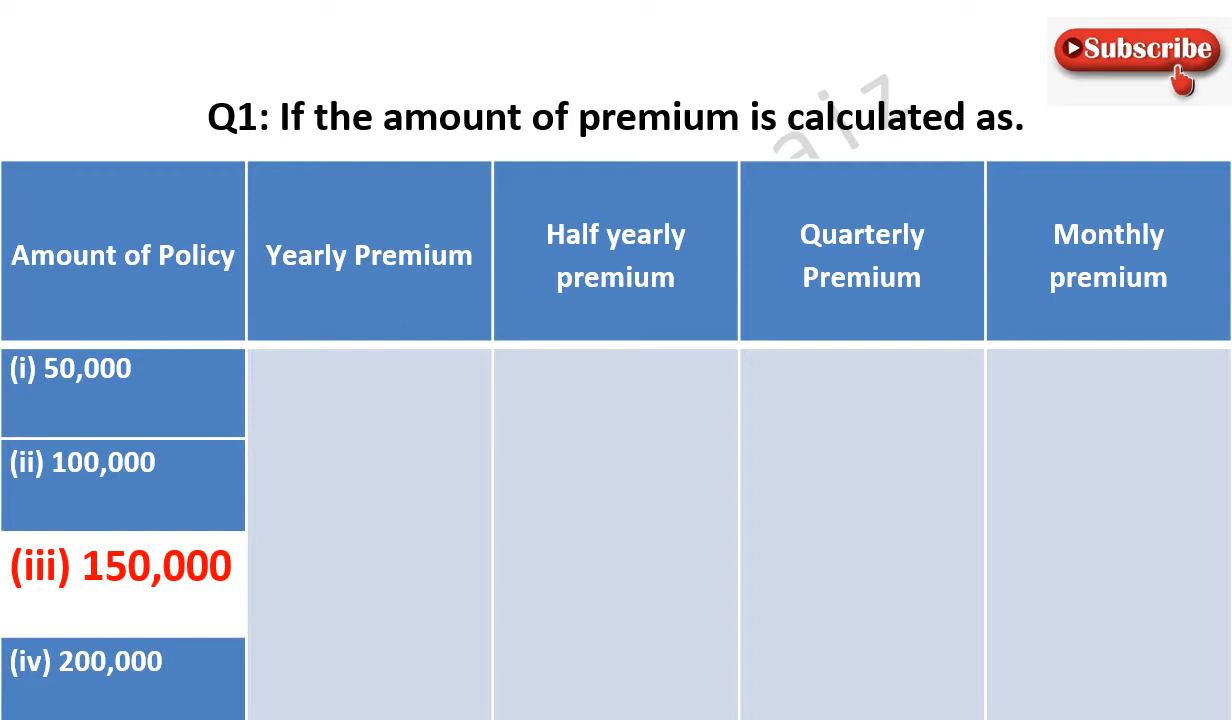 Subscribe
Q1: If the amount of premium is calculated as.
Amount of Policy
Yearly Premium
Half yearly
premium
Quarterly
Premium
Monthly
premium
(i) 50,000
(ii) 100,000
(iii) 150,000
(iv) 200,000